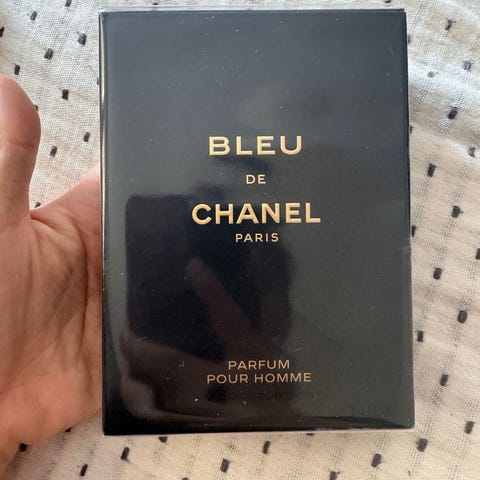 BLEU
DE
CHANEL
PARIS
PARFUM
POUR HOMME